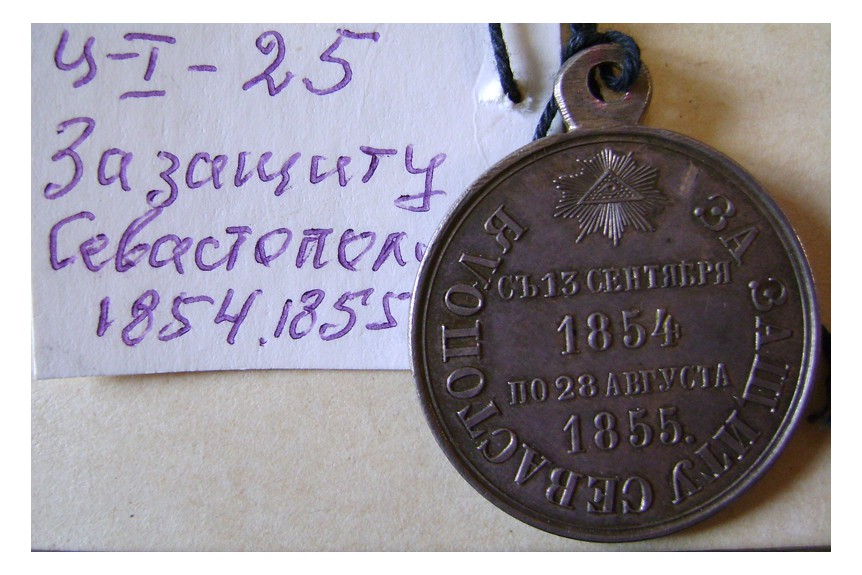 Ч-I-25
За защиту
Севастопол
1854.1855
ЗА ЗАЩИТУ СЕВАСТОПОЛЯ
СЪ 13 СЕНТЯБРЯ
1854
ПО 28 АВГУСТА
1855.